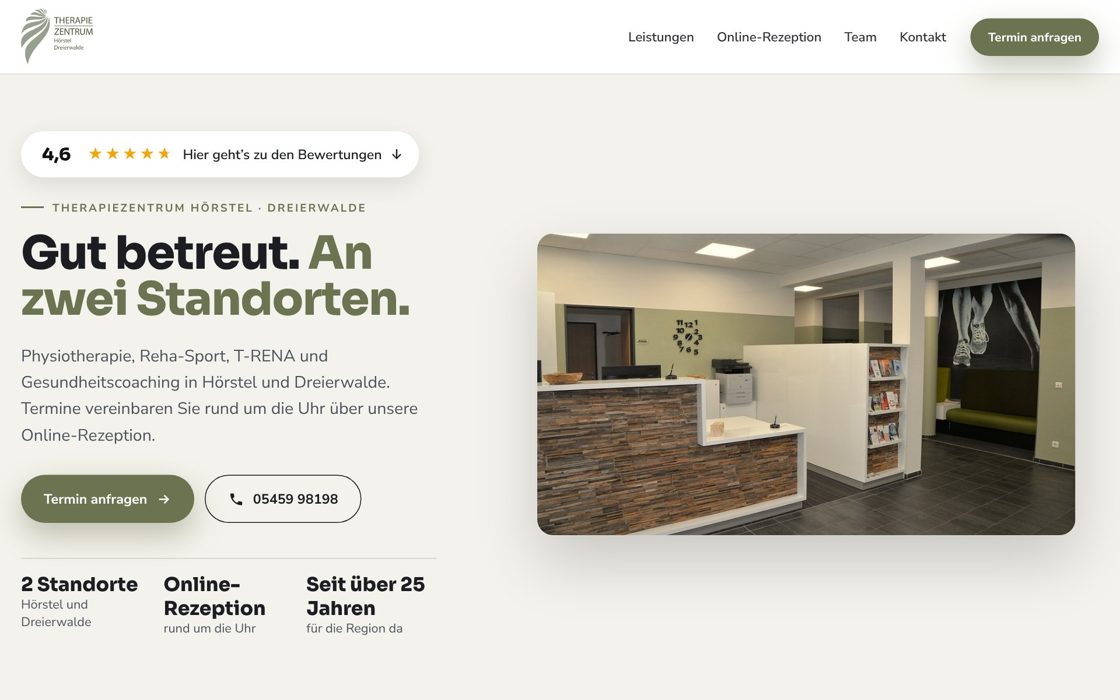 THERAPIE
ZENTRUM
Hörstel
Dreierwalde
Leistungen
Online-Rezeption
Team
Kontakt
Termin anfragen
4,6 ★★★★★ Hier geht’s zu den Bewertungen ↓
THERAPIEZENTRUM HÖRSTEL · DREIERWALDE
Gut betreut. An
zwei Standorten.
Physiotherapie, Reha-Sport, T-RENA und
Gesundheitscoaching in Hörstel und Dreierwalde.
Termine vereinbaren Sie rund um die Uhr über unsere
Online-Rezeption.
Termin anfragen →
05459 98198
2 Standorte
Hörstel und
Dreierwalde
Online-
Rezeption
rund um die Uhr
Seit über 25
Jahren
für die Region da